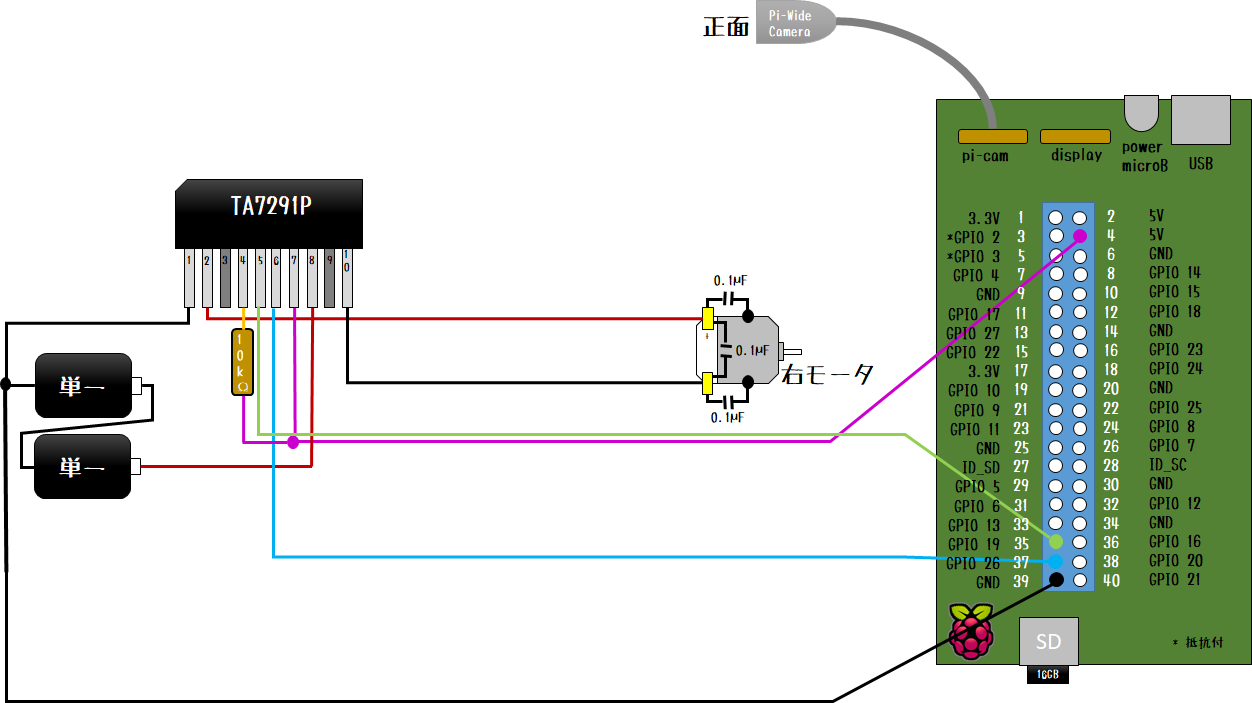 正面
Pi-Wide
Camera
pi-cam
display
power
microB
USB
TA7291P
1 2 3 4 5 6 7 8 9 10
10kΩ
単一
単一
0.1μF
+
0.1μF
0.1μF
右モータ
3.3V 1 2 5V
*GPIO 2 3 4 5V
*GPIO 3 5 6 GND
GPIO 4 7 8 GPIO 14
GND 9 10 GPIO 15
GPIO 17 11 12 GPIO 18
GPIO 27 13 14 GND
GPIO 22 15 16 GPIO 23
3.3V 17 18 GPIO 24
GPIO 10 19 20 GND
GPIO 9 21 22 GPIO 25
GPIO 11 23 24 GPIO 8
GND 25 26 GPIO 7
ID_SD 27 28 ID_SC
GPIO 5 29 30 GND
GPIO 6 31 32 GPIO 12
GPIO 13 33 34 GND
GPIO 19 35 36 GPIO 16
GPIO 26 37 38 GPIO 20
GND 39 40 GPIO 21
SD
16GB
* 抵抗付